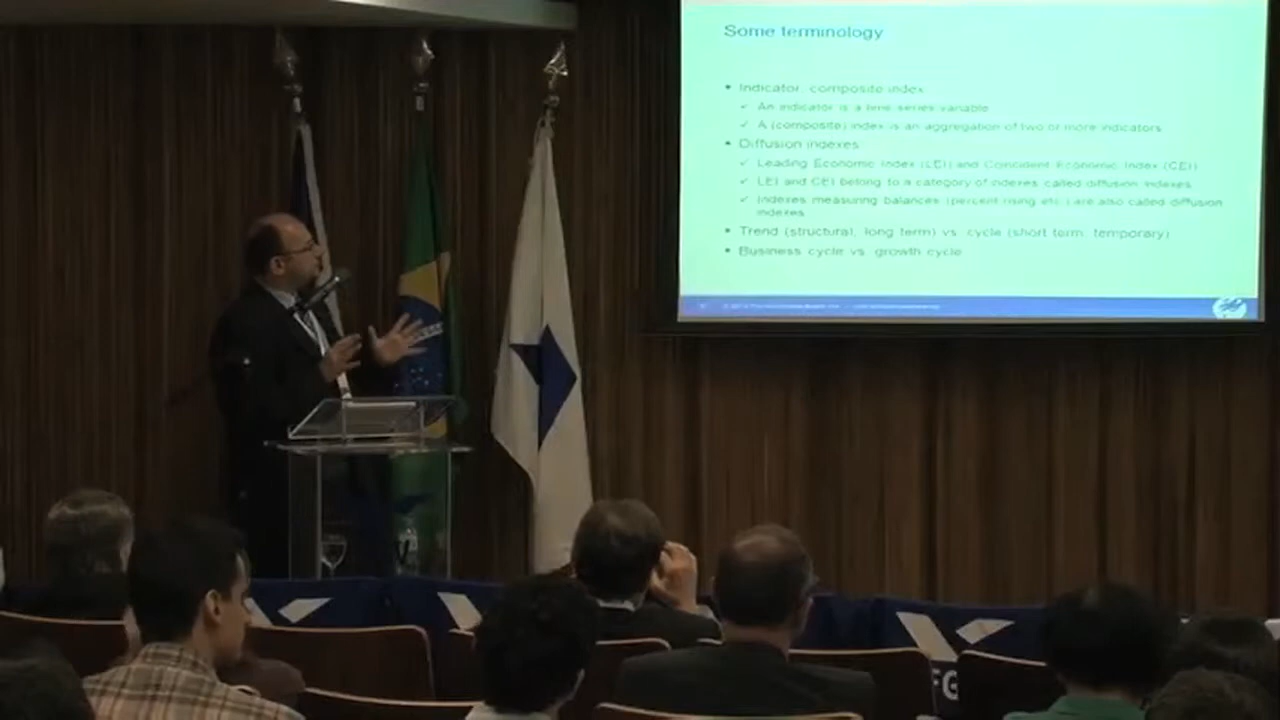 Some terminology
• Indicator, composite index
✓ An indicator is a time series variable
✓ A (composite) index is an aggregation of two or more indicators
• Diffusion indexes
✓ Leading Economic Index (LEI) and Coincident Economic Index (CEI)
✓ LEI and CEI belong to a category of indexes called diffusion indexes
✓ Indexes measuring balances (percent rising etc.) are also called diffusion
indexes
• Trend (structural, long term) vs. cycle (short term, temporary)
• Business cycle vs. growth cycle
FG